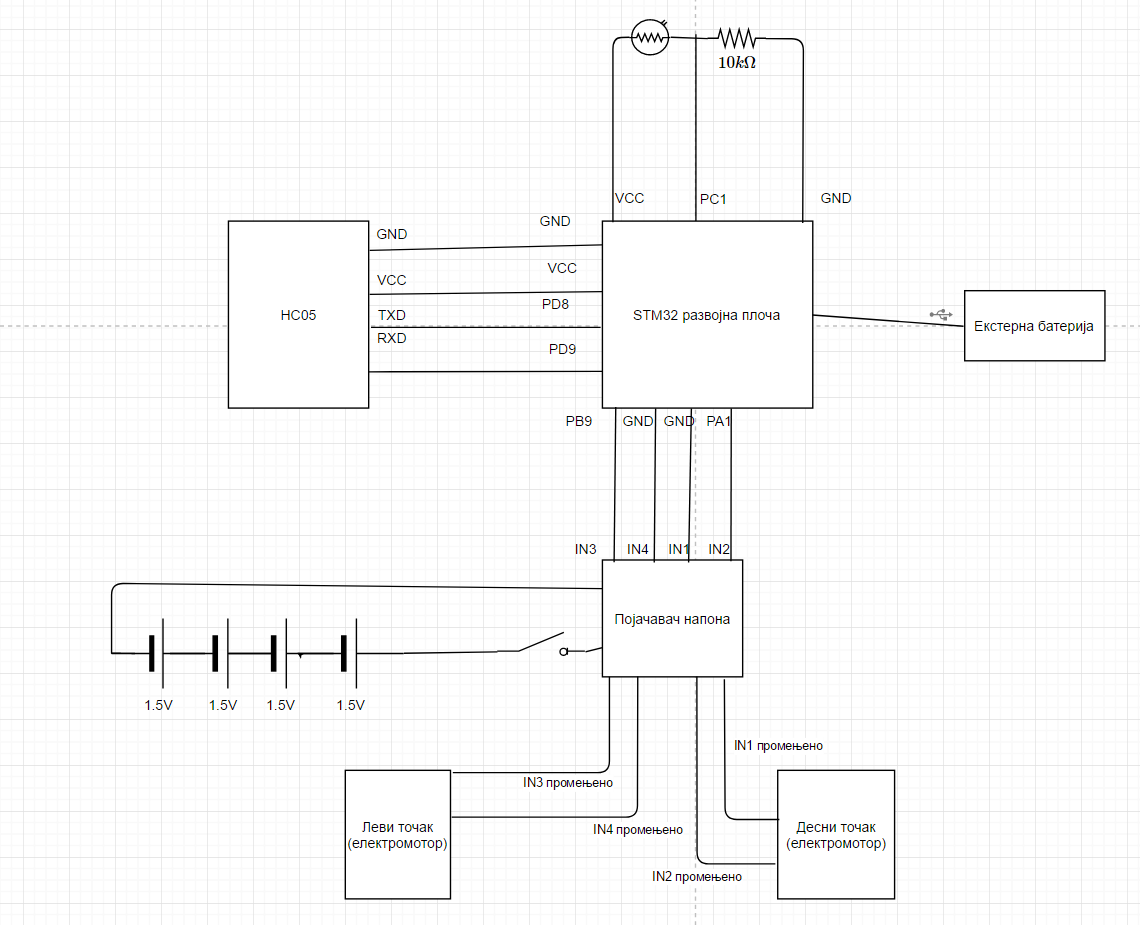 10kΩ
VCC
PC1
GND
GND
GND
VCC
VCC
PD8
HC05
TXD
STM32 развојна плоча
Екстерна батерија
RXD
PD9
PB9
GND
GND
PA1
IN3
IN4
IN1
IN2
Појачавач напона
1.5V
1.5V
1.5V
1.5V
IN1 промењено
IN3 промењено
Леви точак
(електромотор)
IN4 промењено
Десни точак
(електромотор)
IN2 промењено